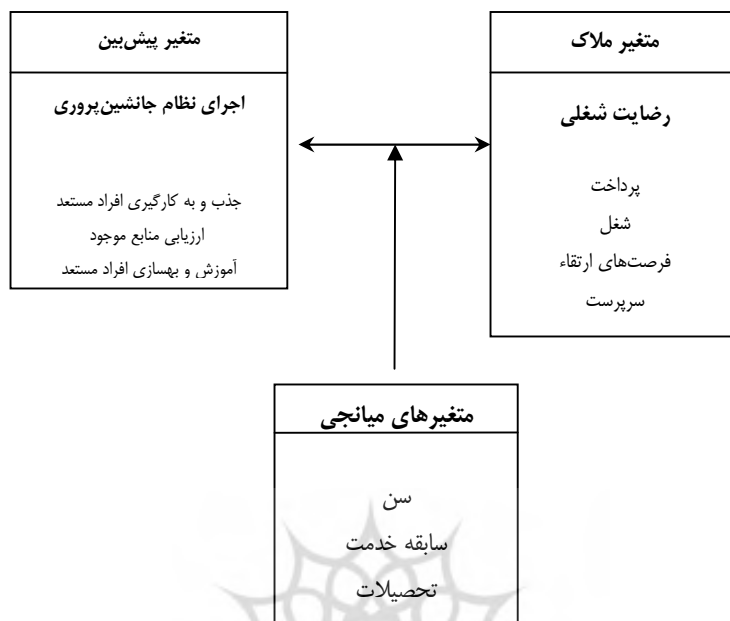 متغیر ملاک
رضایت شغلی
پرداخت
شغل
فرصت‌های ارتقاء
سرپرست
متغیر پیش‌بین
اجرای نظام جانشین‌پروری
جذب و به کارگیری افراد مستعد
ارزیابی منابع موجود
آموزش و بهسازی افراد مستعد
متغیرهای میانجی
سن
سابقه خدمت
تحصیلات